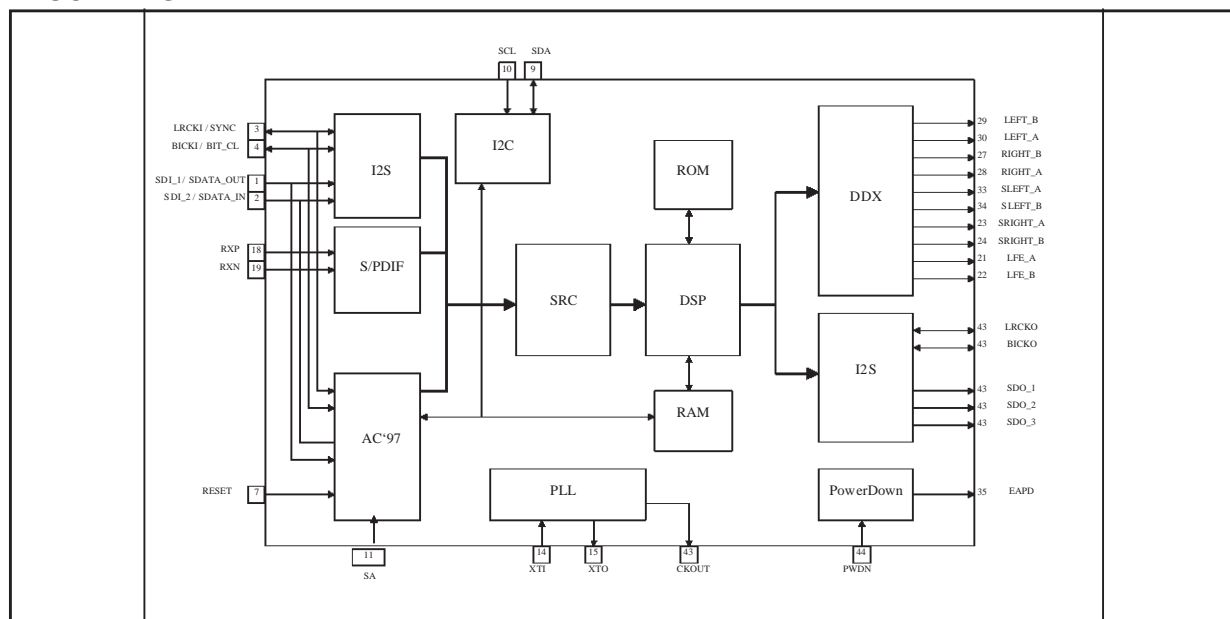 SCL SDA
10 9
LRCKI / SYNC 3
BICKI / BIT_CL 4
SDI_1 / SDATA_OUT 1
SDI_2 / SDATA_IN 2
RXP 18
RXN 19
RESET 7
I2S
S/PDIF
AC‘97
I2C
SRC
ROM
DSP
RAM
PLL
DDX
I2S
PowerDown
29 LEFT_B
30 LEFT_A
27 RIGHT_B
28 RIGHT_A
33 SLEFT_A
34 SLEFT_B
23 SRIGHT_A
24 SRIGHT_B
21 LFE_A
22 LFE_B
43 LRCKO
43 BICKO
43 SDO_1
43 SDO_2
43 SDO_3
35 EAPD
11 14 15 43 44
SA XTI XTO CKOUT PWDN